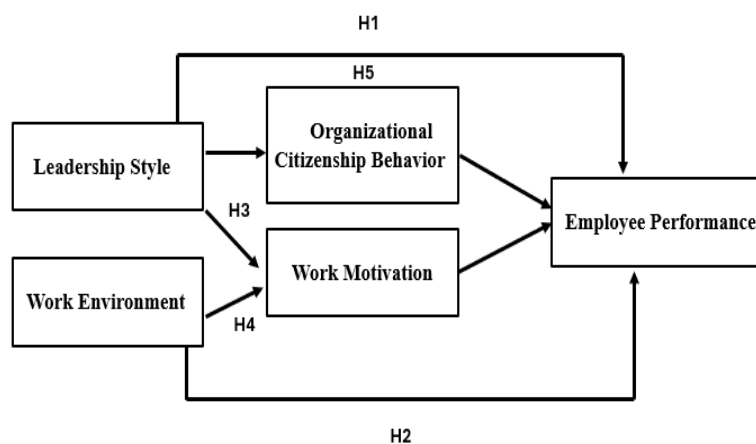 H1
H5
Organizational
Citizenship Behavior
Leadership Style
Employee Performance
H3
Work Motivation
Work Environment
H4
H2